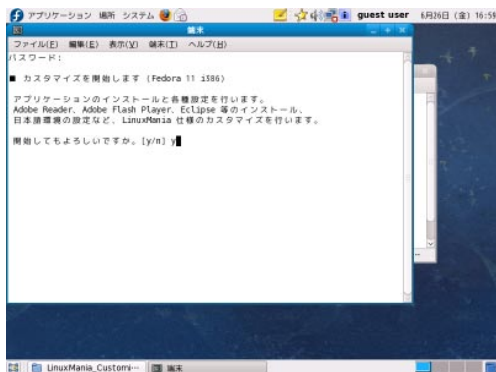 アプリケーション 場所 システム
guest user 6月26日 (金) 16:59
端末
ファイル(F) 編集(E) 表示(V) 端末(T) ヘルプ(H)
パスワード:
■ カスタマイズを開始します (Fedora 11 i386)
アプリケーションのインストールと各種設定を行います。
Adobe Reader、Adobe Flash Player、Eclipse 等のインストール、
日本語環境の設定など、LinuxMania 仕様のカスタマイズを行います。
開始してもよろしいですか。[y/n] y
LinuxMania_Customi…
端末